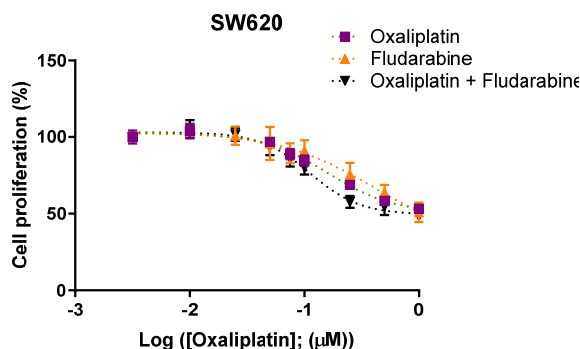 SW620
Oxaliplatin
Fludarabine
Oxaliplatin + Fludarabine
Cell proliferation (%)
150
100
50
0
-3
-2
-1
0
Log ([Oxaliplatin]; (μM))